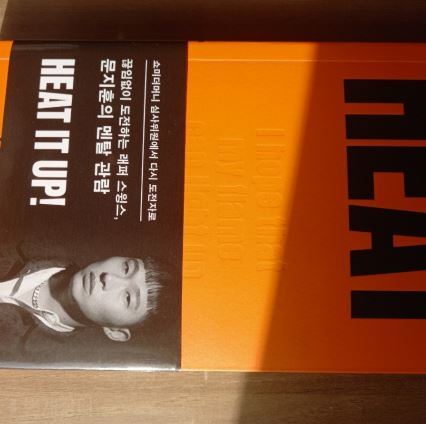 HEAT
쇼미더머니 심사위원에서 다시 도전자로
끊임없이 도전하는 래퍼 스윙스,
문지훈의 멘탈 관람
HEAT IT UP!